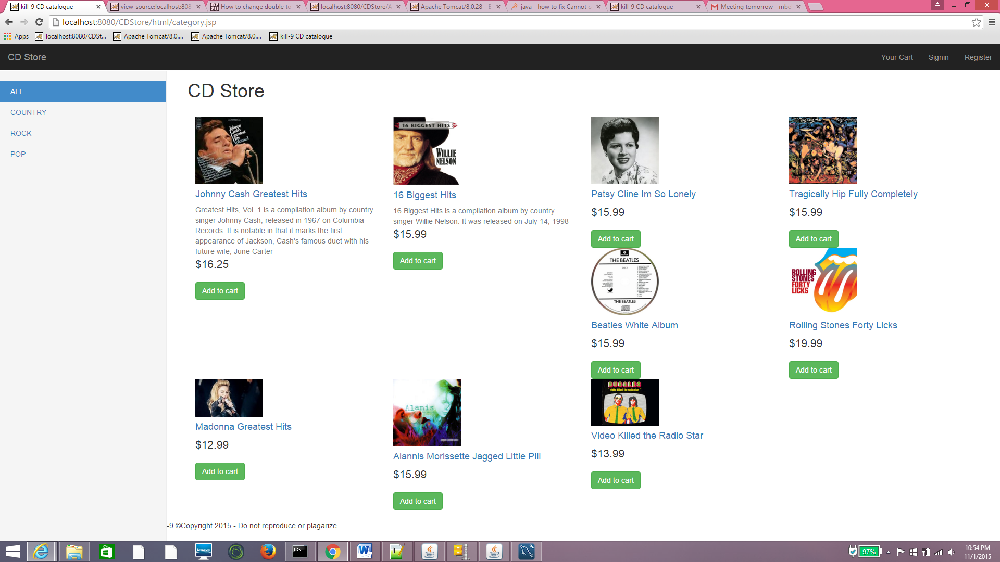 kill-9 CD catalogue
view-source:localhost:808
How to change double to
localhost:8080/CDStore/A
Apache Tomcat/8.0.28 - E
java - how to fix Cannot c
kill-9 CD catalogue
Meeting tomorrow - mbe
localhost:8080/CDStore/html/category.jsp
Apps
localhost:8080/CDSt...
Apache Tomcat/8.0....
Apache Tomcat/8.0....
kill-9 CD catalogue
CD Store
Your Cart
Signin
Register
ALL
COUNTRY
ROCK
POP
CD Store
Johnny Cash Greatest Hits
Greatest Hits, Vol. 1 is a compilation album by country
singer Johnny Cash, released in 1967 on Columbia
Records. It is notable in that it marks the first
appearance of Jackson, Cash's famous duet with his
future wife, June Carter
$16.25
Add to cart
16 BIGGEST HITS
WILLIE
NELSON
16 Biggest Hits
16 Biggest Hits is a compilation album by country
singer Willie Nelson. It was released on July 14, 1998
$15.99
Add to cart
Patsy Cline Im So Lonely
$15.99
Add to cart
Tragically Hip Fully Completely
$15.99
Add to cart
THE BEATLES
THE BEATLES
Beatles White Album
$15.99
Add to cart
ROLLING
STONES
FORTY
LICKS
Rolling Stones Forty Licks
$19.99
Add to cart
Madonna Greatest Hits
$12.99
Add to cart
Alanis
Alannis Morissette Jagged Little Pill
$15.99
Add to cart
BUGGLES
"video killed the radio star"
Video Killed the Radio Star
$13.99
Add to cart
-9 ©Copyright 2015 - Do not reproduce or plagarize.
97%
10:54 PM
11/1/2015